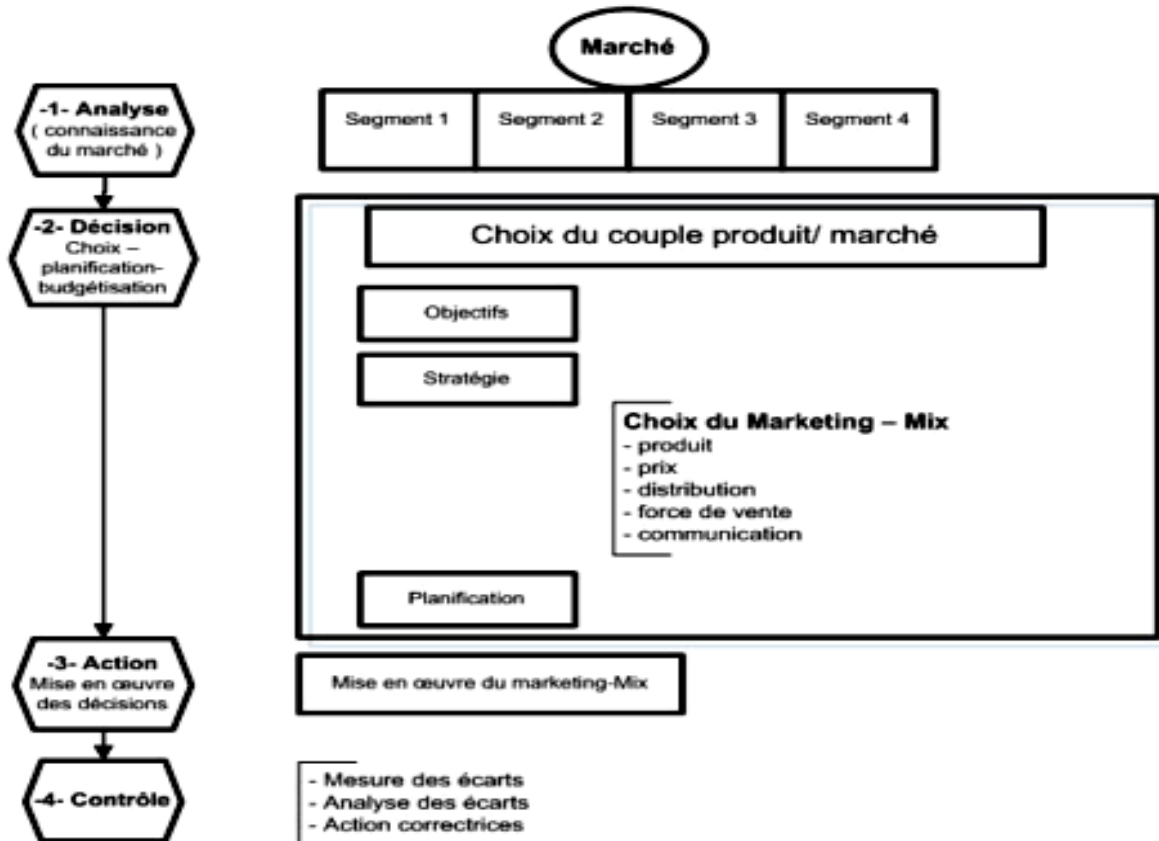 Marché
-1- Analyse
( connaissance
du marché )
Segment 1
Segment 2
Segment 3
Segment 4
-2- Décision
Choix –
planification-
budgétisation
Choix du couple produit/ marché
Objectifs
Stratégie
Choix du Marketing – Mix
- produit
- prix
- distribution
- force de vente
- communication
Planification
-3- Action
Mise en œuvre
des décisions
Mise en œuvre du marketing-Mix
-4- Contrôle
- Mesure des écarts
- Analyse des écarts
- Action correctrices